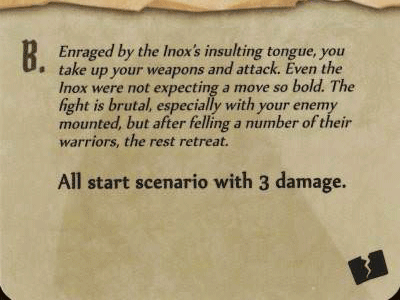 B. Enraged by the Inox's insulting tongue, you
take up your weapons and attack. Even the
Inox were not expecting a move so bold. The
fight is brutal, especially with your enemy
mounted, but after felling a number of their
warriors, the rest retreat.
All start scenario with 3 damage.